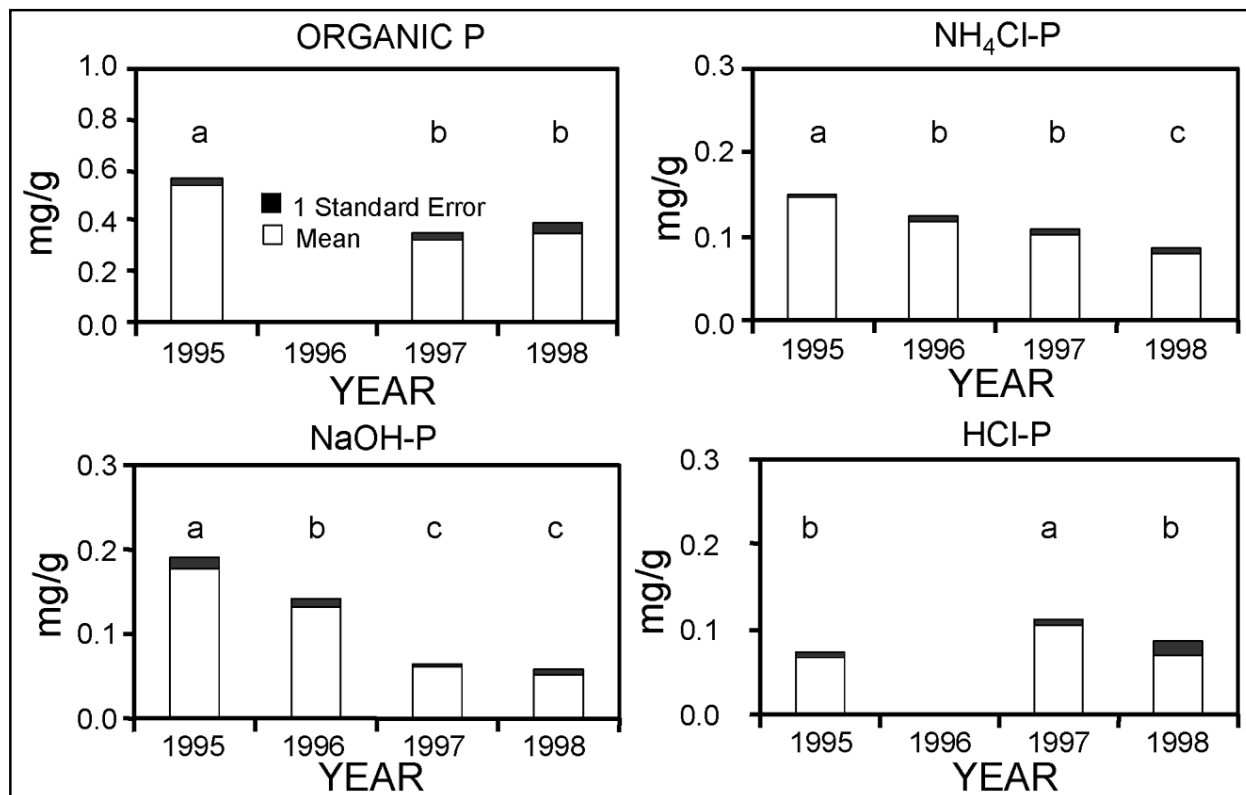 ORGANIC P
1.0
0.8
0.6
0.4
0.2
0.0
mg/g
a
b
b
1 Standard Error
Mean
1995
1996
1997
1998
YEAR
NH₄Cl-P
0.3
0.2
0.1
0.0
mg/g
a
b
b
c
1995
1996
1997
1998
YEAR
NaOH-P
0.3
0.2
0.1
0.0
mg/g
a
b
c
c
1995
1996
1997
1998
YEAR
HCl-P
0.3
0.2
0.1
0.0
mg/g
b
a
b
1995
1996
1997
1998
YEAR